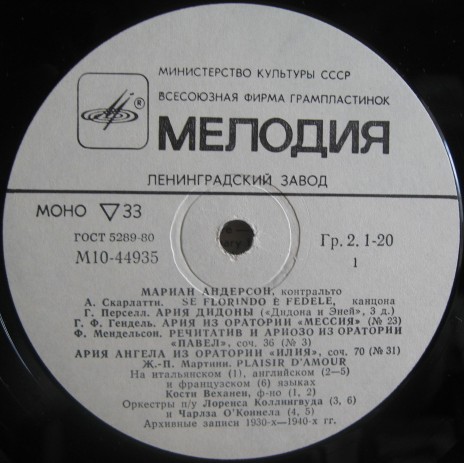 МИНИСТЕРСТВО КУЛЬТУРЫ СССР
®
ВСЕСОЮЗНАЯ ФИРМА ГРАМПЛАСТИНОК
МЕЛОДИЯ
ЛЕНИНГРАДСКИЙ ЗАВОД
МОНО ▽ 33
ГОСТ 5289-80
М10-44935
Гр. 2. 1-20
1
МАРИАН АНДЕРСОН, контральто
А. Скарлатти. SE FLORINDO È FEDELE, канцона
Г. Перселл. АРИЯ ДИДОНЫ («Дидона и Эней», 3 д.)
Г. Ф. Гендель. АРИЯ ИЗ ОРАТОРИИ «МЕССИЯ» (№ 23)
Ф. Мендельсон. РЕЧИТАТИВ И АРИОЗО ИЗ ОРАТОРИИ
«ПАВЕЛ», соч. 36 (№ 3)
АРИЯ АНГЕЛА ИЗ ОРАТОРИИ «ИЛИЯ», соч. 70 (№ 31)
Ж.-П. Мартини. PLAISIR D'AMOUR
На итальянском (1), английском (2—5)
и французском (6) языках
Кости Веханен, ф-но (1, 2)
Оркестры п/у Лоренса Коллингвуда (3, 6)
и Чарлза О'Коннела (4, 5)
Архивные записи 1930-х—1940-х гг.